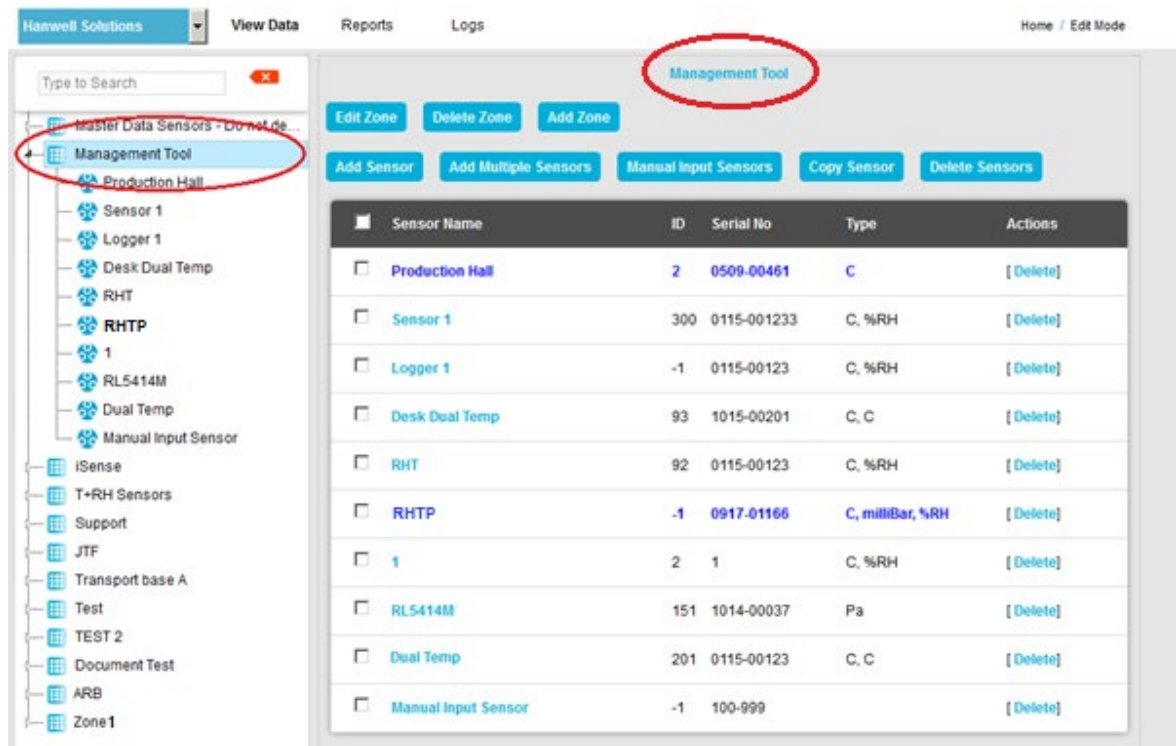 Hanwell Solutions View Data Reports Logs Home / Edit Mode
Type to Search
Master Data Sensors - Do not de...
Management Tool
Production Hall
Sensor 1
Logger 1
Desk Dual Temp
RHT
RHTP
1
RL5414M
Dual Temp
Manual Input Sensor
iSense
T+RH Sensors
Support
JTF
Transport base A
Test
TEST 2
Document Test
ARB
Zone1
Management Tool
Edit Zone Delete Zone Add Zone
Add Sensor Add Multiple Sensors Manual Input Sensors Copy Sensor Delete Sensors
Sensor Name ID Serial No Type Actions
Production Hall 2 0509-00461 C [ Delete]
Sensor 1 300 0115-001233 C, %RH [ Delete]
Logger 1 -1 0115-00123 C, %RH [ Delete]
Desk Dual Temp 93 1015-00201 C, C [ Delete]
RHT 92 0115-00123 C, %RH [ Delete]
RHTP -1 0917-01166 C, milliBar, %RH [ Delete]
1 2 1 C, %RH [ Delete]
RL5414M 151 1014-00037 Pa [ Delete]
Dual Temp 201 0115-00123 C, C [ Delete]
Manual Input Sensor -1 100-999 [ Delete]